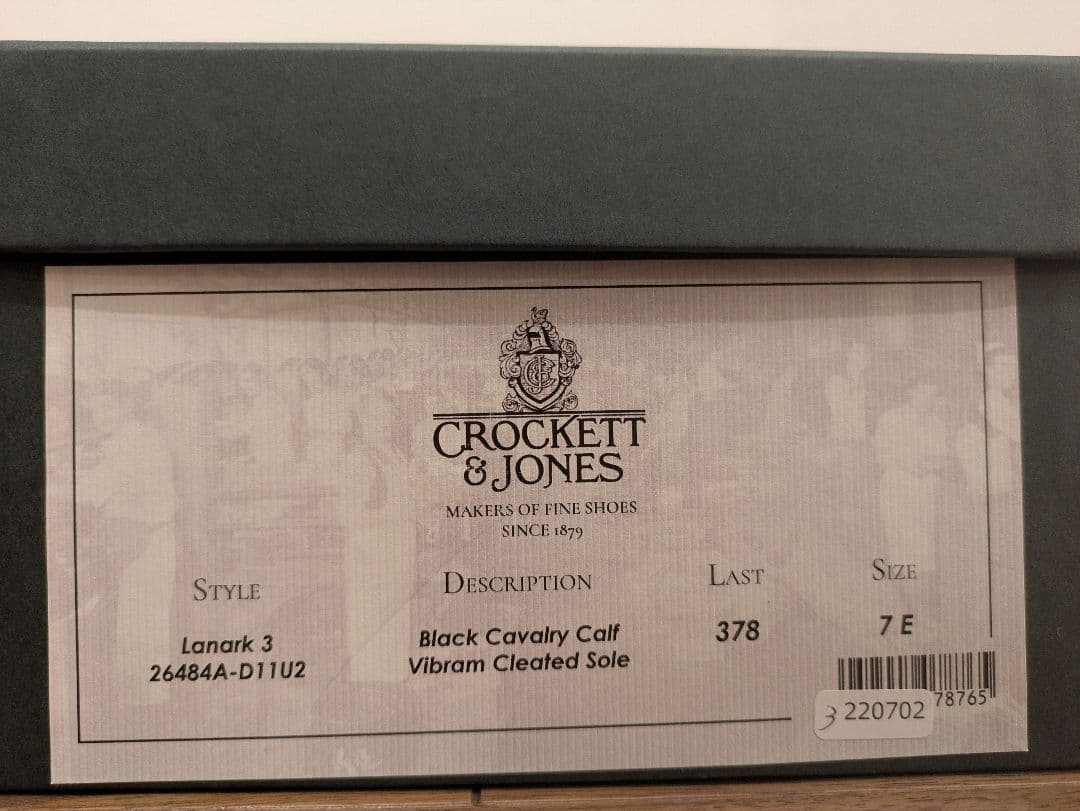 CROCKETT
& JONES
MAKERS OF FINE SHOES
SINCE 1879
STYLE DESCRIPTION LAST SIZE
Lanark 3 Black Cavalry Calf 378 7 E
26484A-D11U2 Vibram Cleated Sole
78765
3 220702